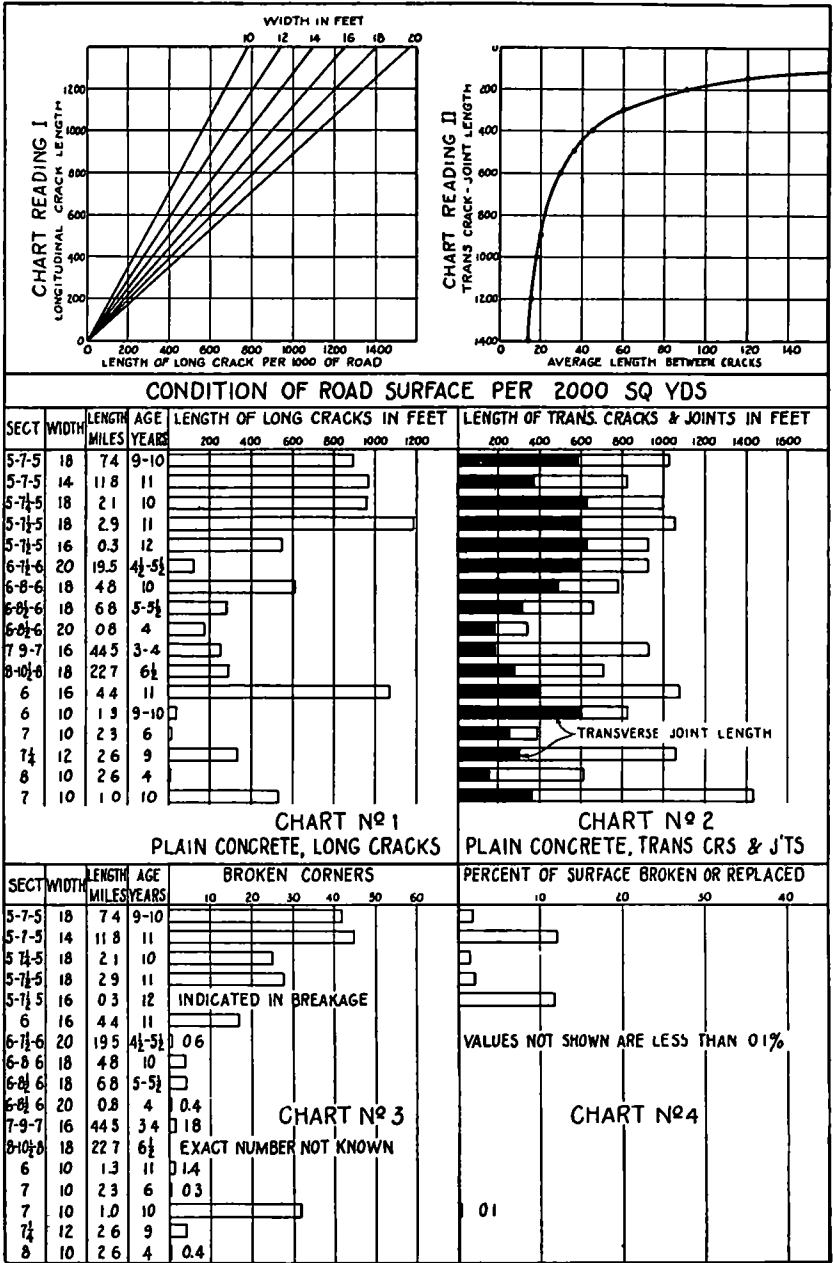 WIDTH IN FEET
10 12 14 16 18 20
CHART READING I
LONGITUDINAL CRACK LENGTH
1200
1000
800
600
400
200
0
0 200 400 600 800 1000 1200 1400
LENGTH OF LONG CRACK PER 1000 OF ROAD
CHART READING II
TRANS CRACK - JOINT LENGTH
0
200
400
600
800
1000
1200
1400
0 20 40 60 80 100 120 140
AVERAGE LENGTH BETWEEN CRACKS
CONDITION OF ROAD SURFACE PER 2000 SQ YDS
SECT WIDTH LENGTH MILES AGE YEARS LENGTH OF LONG CRACKS IN FEET
200 400 600 800 1000 1200
LENGTH OF TRANS. CRACKS & JOINTS IN FEET
200 400 600 800 1000 1200 1400 1600
5-7-5 18 7 4 9-10
5-7-5 14 11 8 11
5-7¼-5 18 2 1 10
5-7½-5 18 2.9 11
5-7½-5 16 0.3 12
6-7½-6 20 19.5 4½-5½
6-8-6 18 4 8 10
6-8½-6 18 6 8 5-5½
6-8½-6 20 0 8 4
7 9-7 16 44 5 3-4
8-10½-8 18 22 7 6½
6 16 4 4 11
6 10 1 3 9-10
7 10 2 3 6
7¼ 12 2 6 9
8 10 2 6 4
7 10 1 0 10
TRANSVERSE JOINT LENGTH
CHART Nº 1
PLAIN CONCRETE, LONG CRACKS
CHART Nº 2
PLAIN CONCRETE, TRANS CRS & J'TS
SECT WIDTH LENGTH MILES AGE YEARS BROKEN CORNERS
10 20 30 40 50 60
PERCENT OF SURFACE BROKEN OR REPLACED
10 20 30 40
5-7-5 18 7 4 9-10
5-7-5 14 11 8 11
5 7¼-5 18 2 1 10
5-7½-5 18 2.9 11
5-7½ 5 16 0 3 12 INDICATED IN BREAKAGE
6 16 4 4 11
6-7½-6 20 19 5 4½-5½ 0 6 VALUES NOT SHOWN ARE LESS THAN 0 1%
6-8 6 18 4 8 10
6-8½ 6 18 6 8 5-5½
6-8½ 6 20 0.8 4 0.4
7-9-7 16 44 5 3 4 1 8
8-10½-8 18 22 7 6½ EXACT NUMBER NOT KNOWN
6 10 1.3 11 1.4
7 10 2 3 6 0 3
7 10 1.0 10 0 1
7¼ 12 2 6 9
8 10 2 6 4 0.4
CHART Nº 3
CHART Nº4